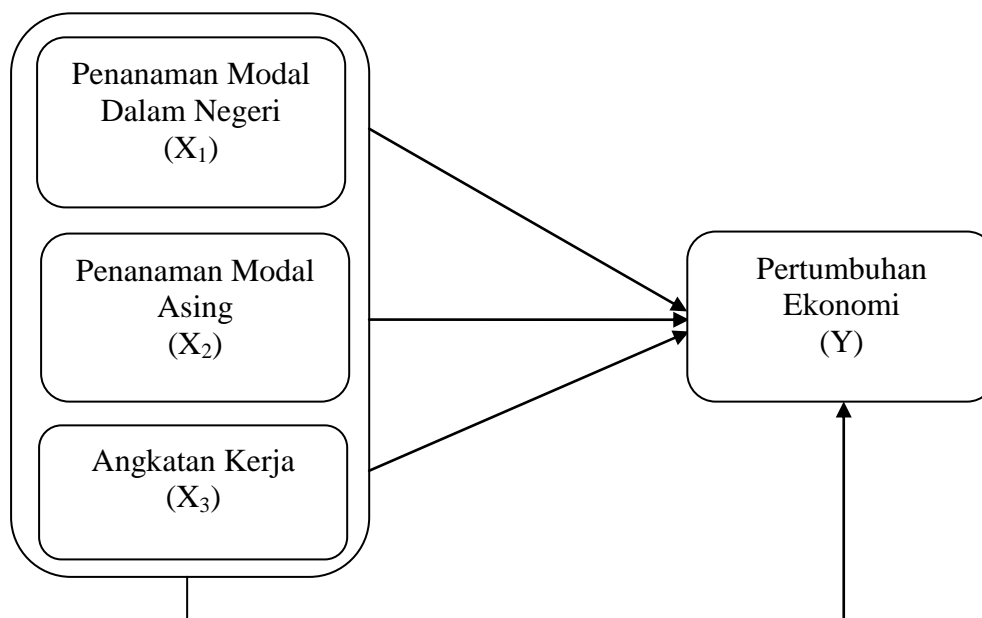 Penanaman Modal
Dalam Negeri
(X₁)
Penanaman Modal
Asing
(X₂)
Angkatan Kerja
(X₃)
Pertumbuhan
Ekonomi
(Y)